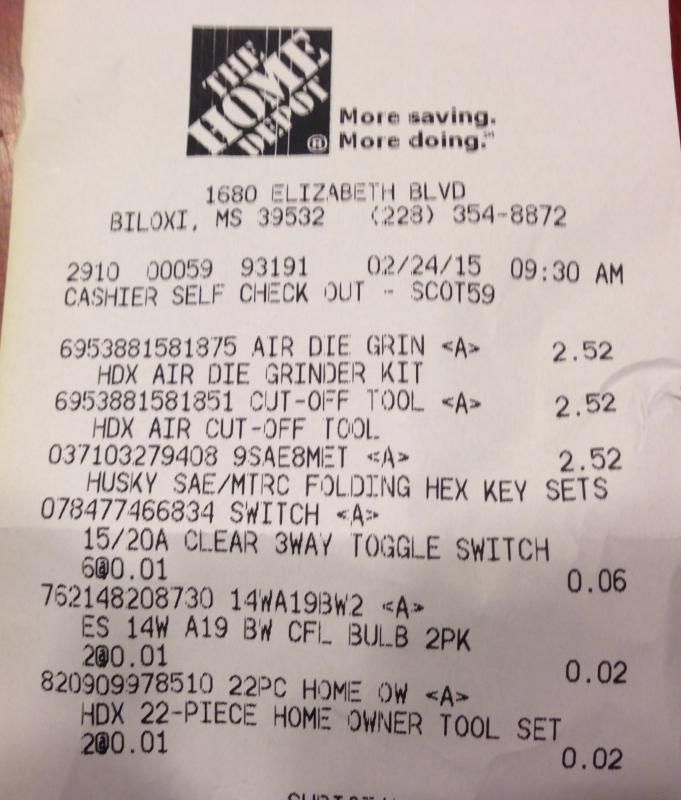 THE
HOME
DEPOT
®
More saving.
More doing.℠
1680 ELIZABETH BLVD
BILOXI, MS 39532 (228) 354-8872
2910 00059 93191 02/24/15 09:30 AM
CASHIER SELF CHECK OUT - SCOT59
6953881581875 AIR DIE GRIN <A> 2.52
HDX AIR DIE GRINDER KIT
6953881581851 CUT-OFF TOOL <A> 2.52
HDX AIR CUT-OFF TOOL
037103279408 9SAE8MET <A> 2.52
HUSKY SAE/MTRC FOLDING HEX KEY SETS
078477466834 SWITCH <A>
15/20A CLEAR 3WAY TOGGLE SWITCH
6@0.01 0.06
762148208730 14WA19BW2 <A>
ES 14W A19 BW CFL BULB 2PK
2@0.01 0.02
820909978510 22PC HOME OW <A>
HDX 22-PIECE HOME OWNER TOOL SET
2@0.01 0.02